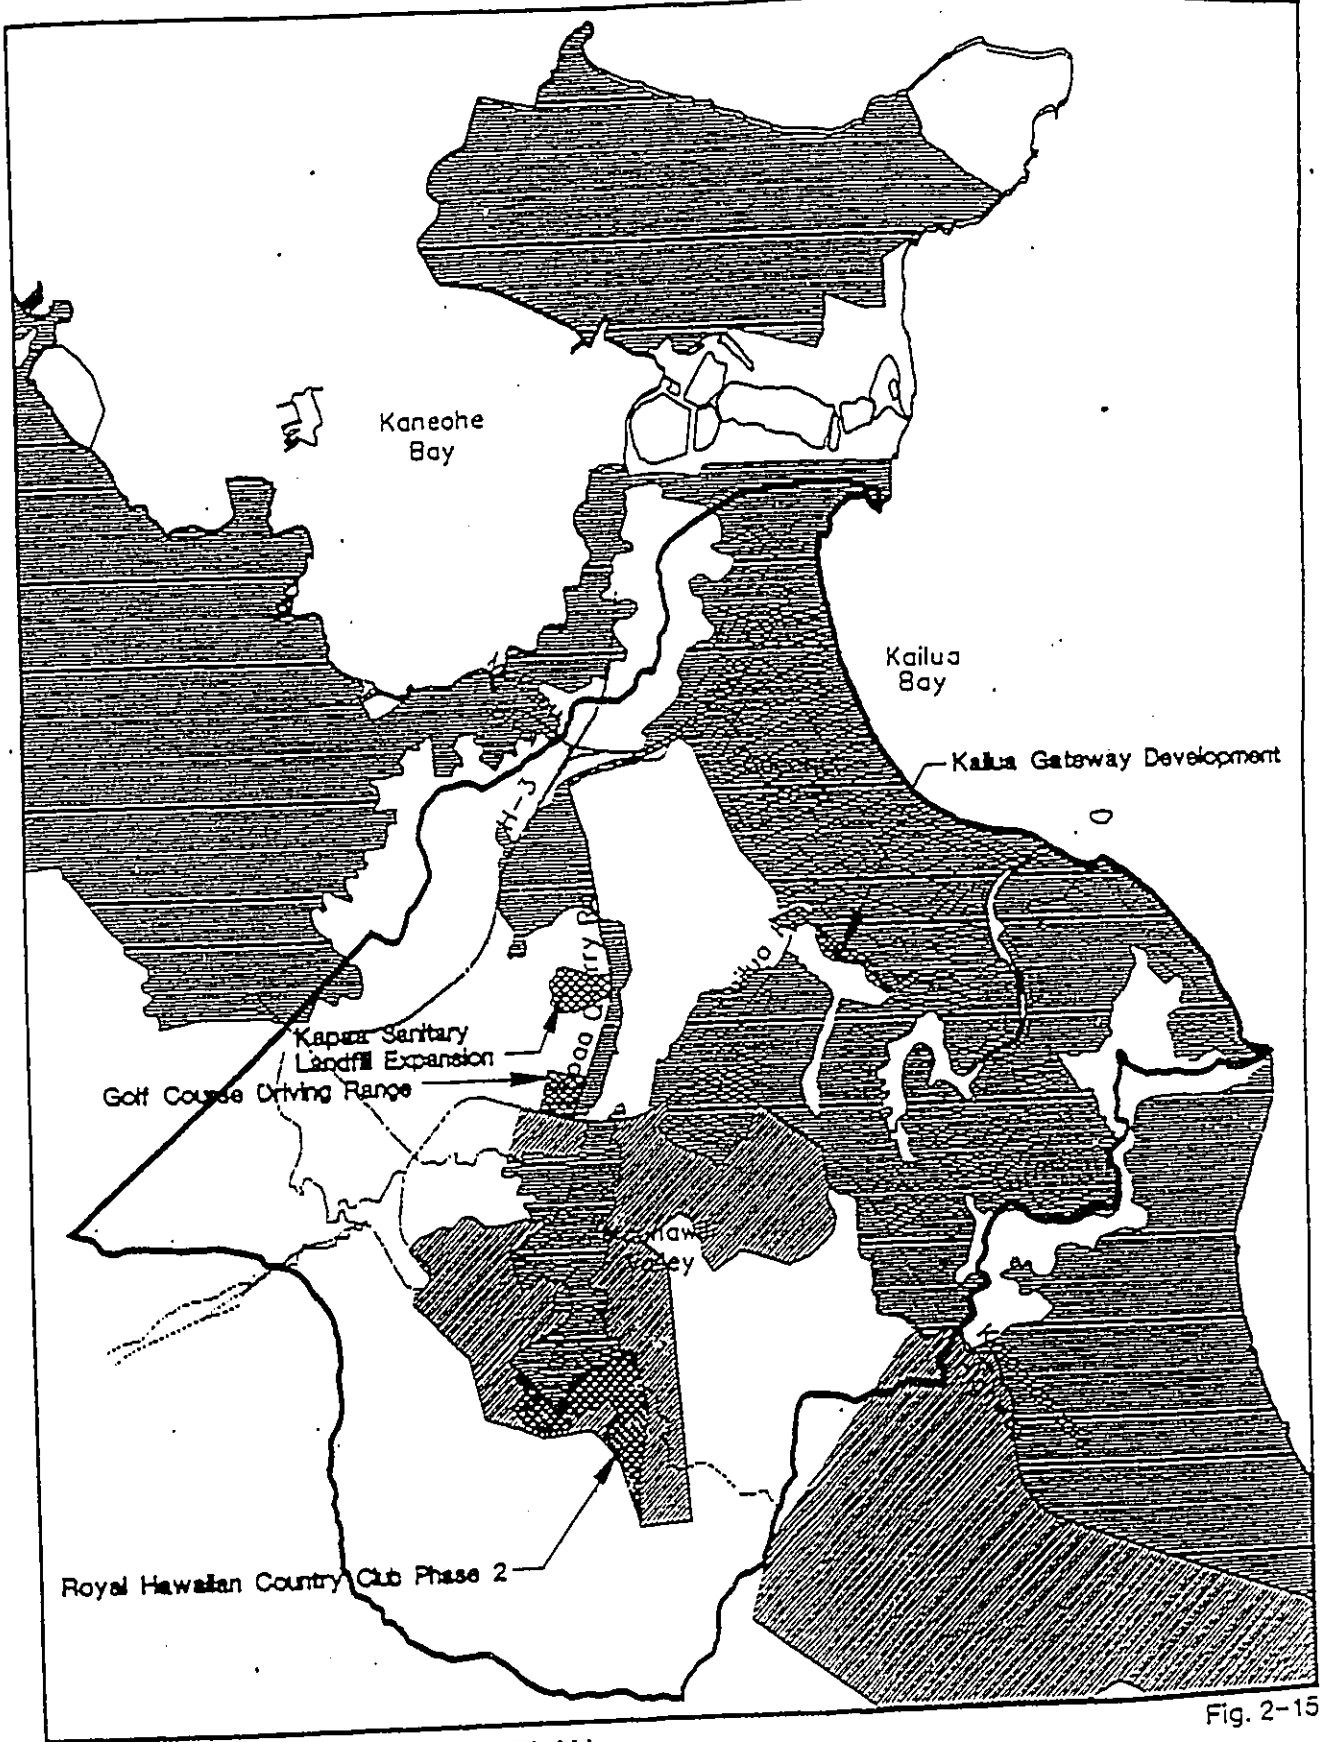 Kaneohe
Bay
Kailua
Bay
Kailua Gateway Development
H-3
Kapaa Sanitary
Landfill Expansion
Golf Course Driving Range
Royal Hawaiian Country Club Phase 2
Fig. 2-15